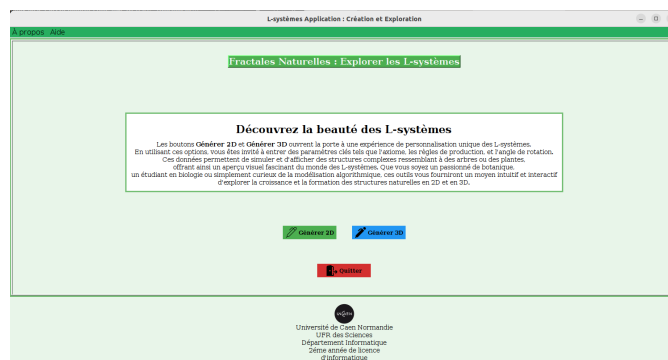 L-systèmes Application : Création et Exploration
À propos Aide
Fractales Naturelles : Explorer les L-systèmes
Découvrez la beauté des L-systèmes
Les boutons Générer 2D et Générer 3D ouvrent la porte à une expérience de personnalisation unique des L-systèmes.
En utilisant ces options, vous êtes invité à entrer des paramètres clés tels que l'axiome, les règles de production, et l'angle de rotation.
Ces données permettent de simuler et d'afficher des structures complexes ressemblant à des arbres ou des plantes,
offrant ainsi un aperçu visuel fascinant du monde des L-systèmes. Que vous soyez un passionné de botanique,
un étudiant en biologie ou simplement curieux de la modélisation algorithmique, ces outils vous fourniront un moyen intuitif et interactif
d'explorer la croissance et la formation des structures naturelles en 2D et en 3D.
Générer 2D Générer 3D
Quitter
Université de Caen Normandie
UFR des Sciences
Département Informatique
2ème année de licence
d'informatique